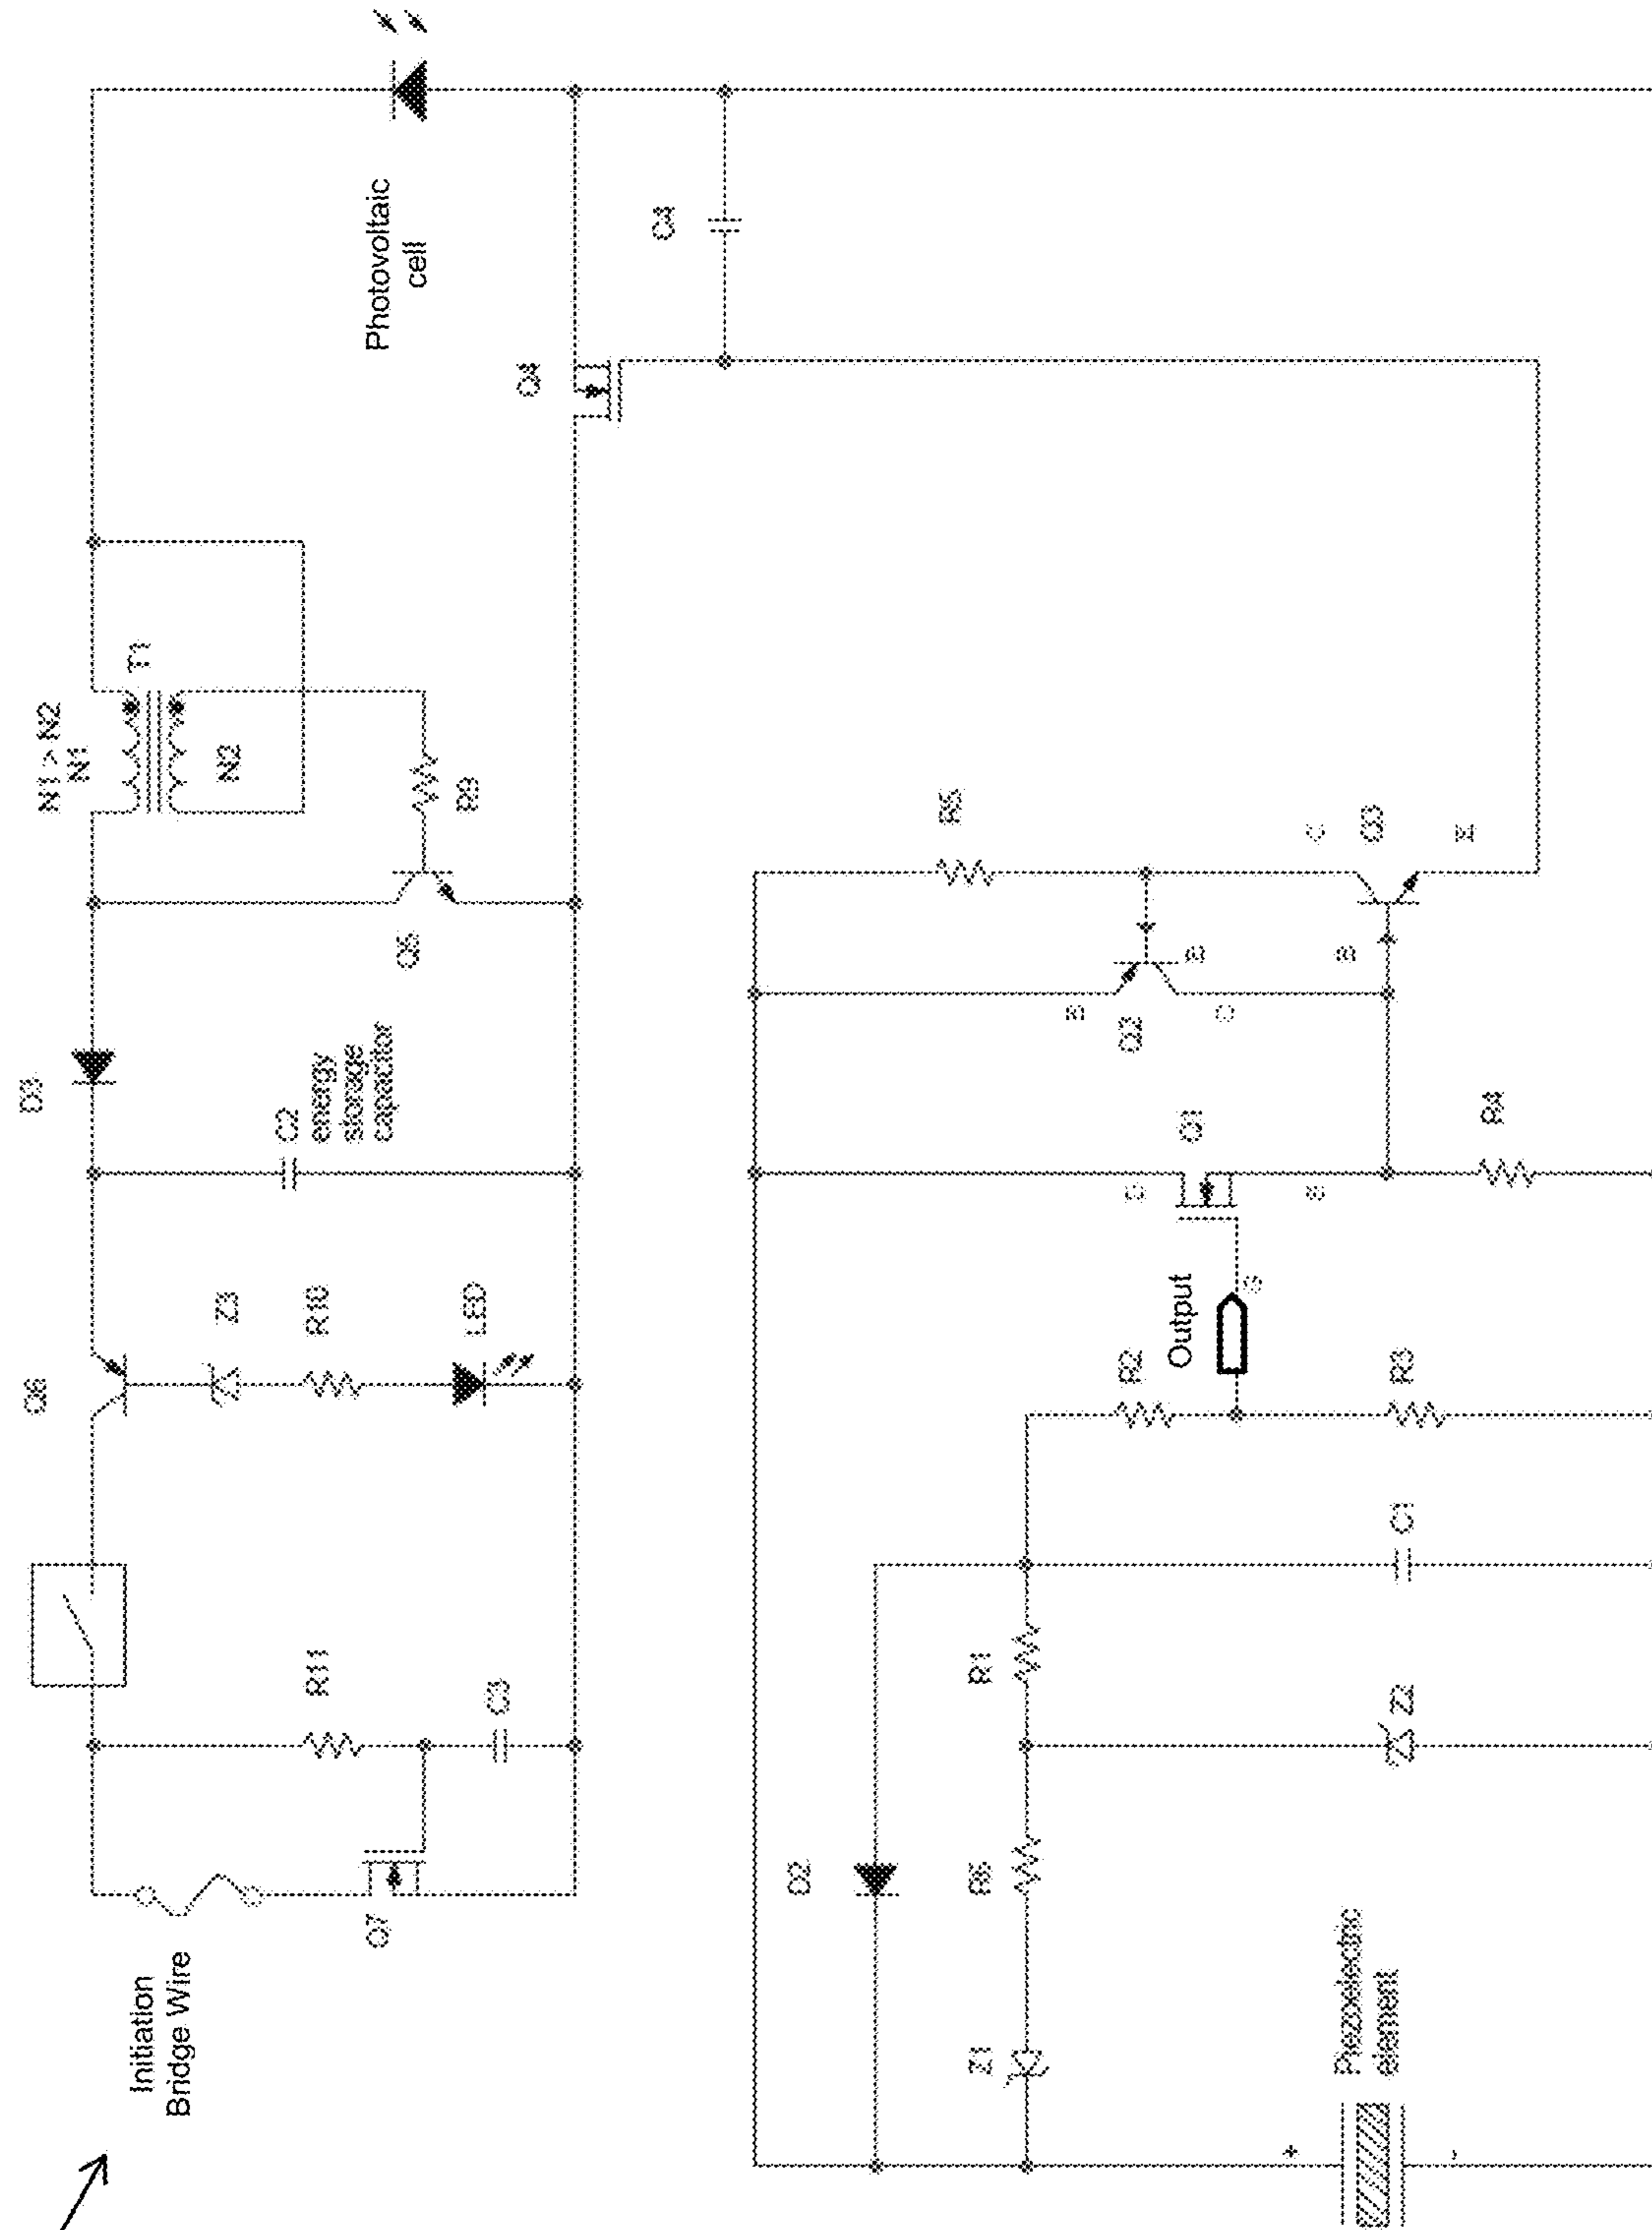 Initiation
Bridge Wire
Q7
R11
C3
Q6
Z3
R10
LED
D3
C2
energy
storage
capacitor
Q5
N1 > N2
N1
T1
N2
R9
Photovoltaic
cell
Q4
C4
D2
Z1
R6
R1
Z2
C1
R2
R3
Output
G
Q1
D
S
R4
Q2
E
C
B
R5
B
C
Q3
E
Piezoelectric
element
+
-